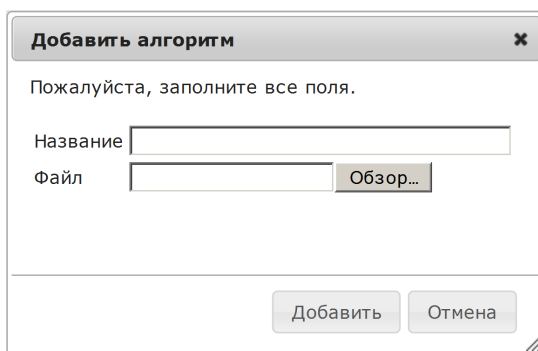 Добавить алгоритм
Пожалуйста, заполните все поля.
Название
Файл Обзор...
Добавить Отмена